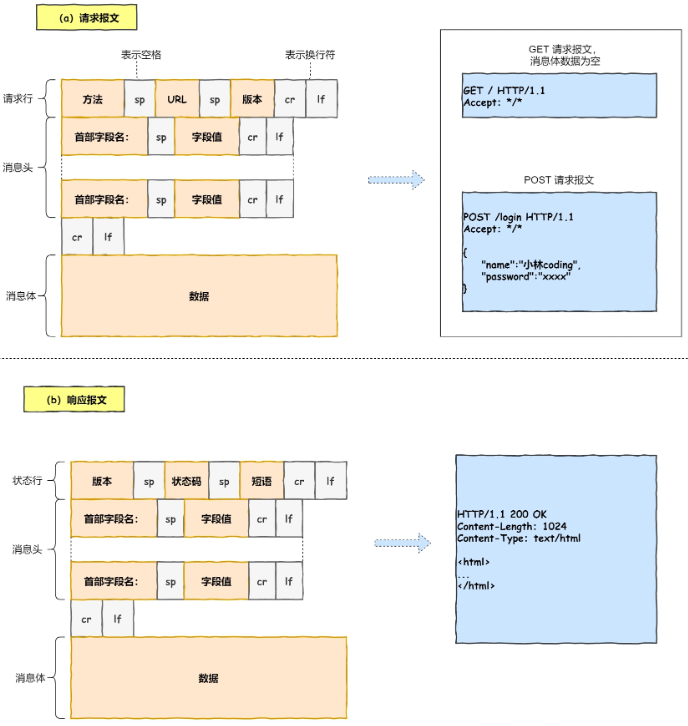 (a) 请求报文
表示空格
表示换行符
请求行
方法 sp URL sp 版本 cr lf
消息头
首部字段名： sp 字段值 cr lf
首部字段名： sp 字段值 cr lf
cr lf
消息体
数据
GET 请求报文，
消息体数据为空
GET / HTTP/1.1
Accept: */*
POST 请求报文
POST /login HTTP/1.1
Accept: */*
{
"name":"小林coding",
"password":"xxxx"
}
(b) 响应报文
状态行
版本 sp 状态码 sp 短语 cr lf
消息头
首部字段名： sp 字段值 cr lf
首部字段名： sp 字段值 cr lf
cr lf
消息体
数据
HTTP/1.1 200 OK
Content-Length: 1024
Content-Type: text/html
<html>
...
</html>